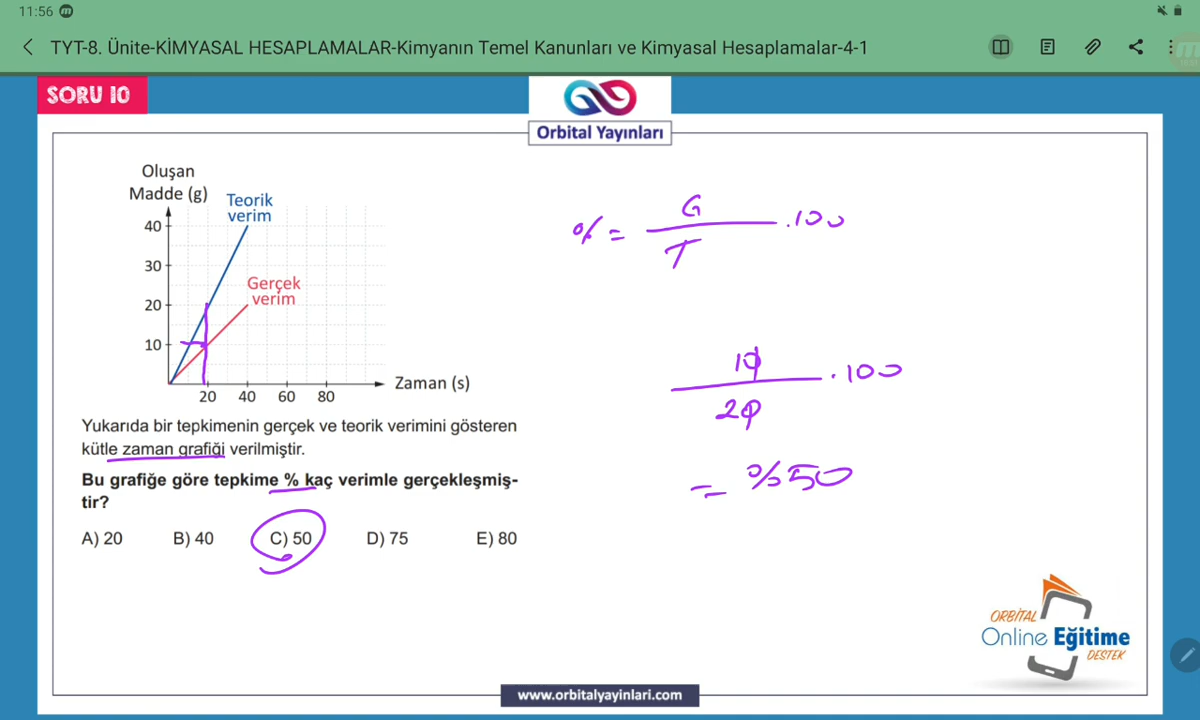 11:56
TYT-8. Ünite-KİMYASAL HESAPLAMALAR-Kimyanın Temel Kanunları ve Kimyasal Hesaplamalar-4-1
SORU 10
Orbital Yayınları
Oluşan
Madde (g)
Teorik
verim
40
30
Gerçek
verim
20
10
Zaman (s)
20 40 60 80
Yukarıda bir tepkimenin gerçek ve teorik verimini gösteren
kütle zaman grafiği verilmiştir.
Bu grafiğe göre tepkime % kaç verimle gerçekleşmiş-
tir?
A) 20 B) 40 C) 50 D) 75 E) 80
% = G
T
.100
10
20
.100
= %50
ORBİTAL
Online Eğitime
DESTEK
www.orbitalyayinlari.com